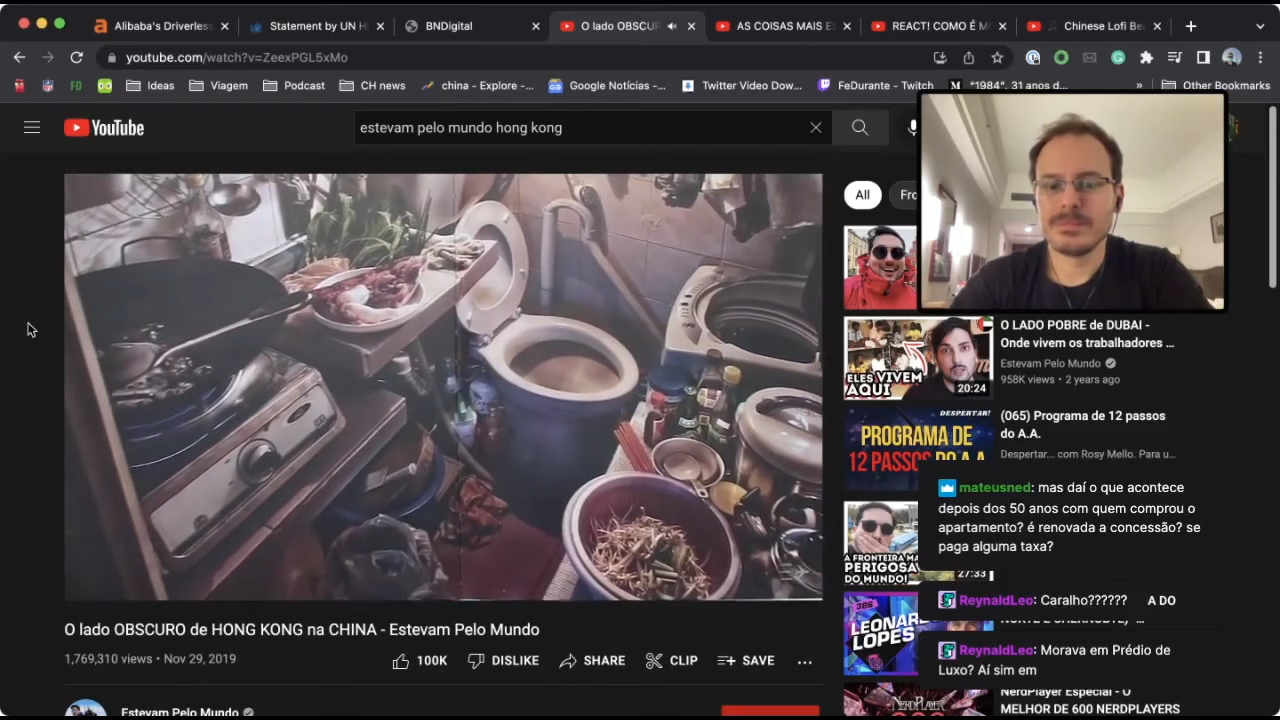 Alibaba's Driverless
Statement by UN H
BNDigital
O lado OBSCUR
AS COISAS MAIS E
REACT! COMO É M
Chinese Lofi Be
youtube.com/watch?v=ZeexPGL5xMo
FO
Ideas
Viagem
Podcast
CH news
china - Explore -...
Google Notícias -...
Twitter Video Dow...
FeDurante - Twitch
"1984", 31 anos d...
»
Other Bookmarks
YouTube
estevam pelo mundo hong kong
All
Fro
O LADO POBRE de DUBAI -
Onde vivem os trabalhadores ...
Estevam Pelo Mundo
958K views • 2 years ago
ELES VIVEM
AQUI
20:24
(065) Programa de 12 passos
do A.A.
Despertar... com Rosy Mello. Para u...
DESPERTAR!
PROGRAMA DE
12 PASSOS DO A.A.
mateusned: mas daí o que acontece
depois dos 50 anos com quem comprou o
apartamento? é renovada a concessão? se
paga alguma taxa?
A FRONTEIRA MA
PERIGOSA
DO MUNDO!
27:33
ReynaldLeo: Caralho??????
A DO
386
LEONAR
LOPES
ReynaldLeo: Morava em Prédio de
Luxo? Aí sim em
NerdPlayer Especial - O
MELHOR DE 600 NERDPLAYERS
O lado OBSCURO de HONG KONG na CHINA - Estevam Pelo Mundo
1,769,310 views • Nov 29, 2019
100K
DISLIKE
SHARE
CLIP
SAVE
Estevam Pelo Mundo